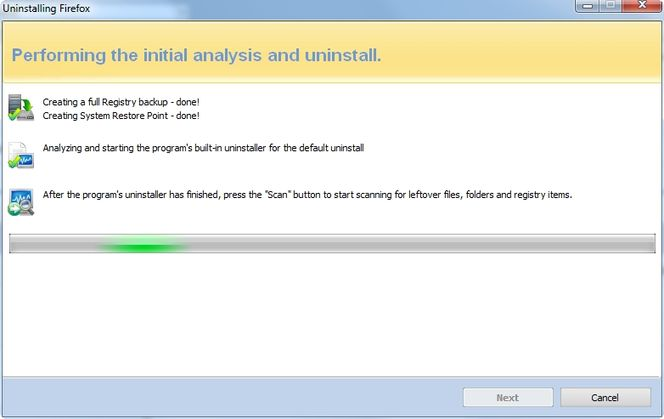 Uninstalling Firefox
Performing the initial analysis and uninstall.
Creating a full Registry backup - done!
Creating System Restore Point - done!
Analyzing and starting the program's built-in uninstaller for the default uninstall
After the program's uninstaller has finished, press the "Scan" button to start scanning for leftover files, folders and registry items.
Next
Cancel